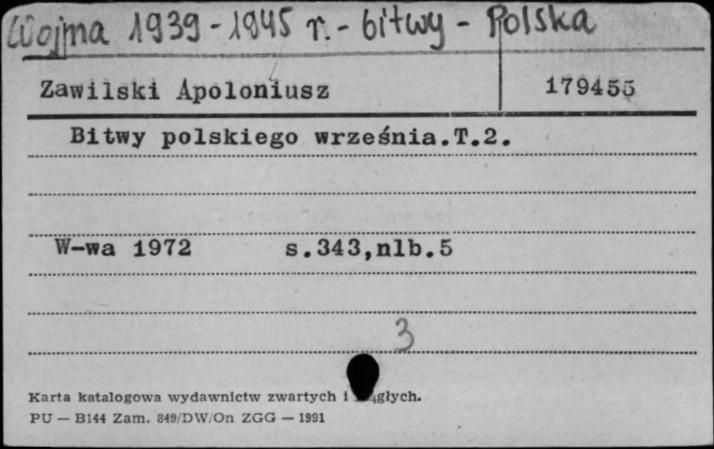 Wojna 1939-1945 r.- bitwy - Polska
Zawilski Apoloniusz 179455
Bitwy polskiego września.T.2.
W-wa 1972 s.343,nlb.5
3
Karta katalogowa wydawnictw zwartych i
PU — B144 Zam. 849/DW/On ZGG — 1991